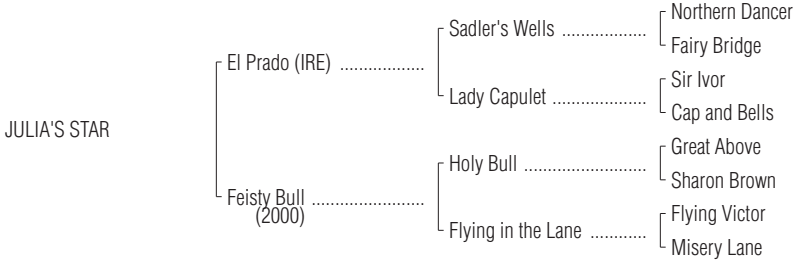 Northern Dancer
Sadler's Wells ..................
Fairy Bridge
El Prado (IRE) ..................
Sir Ivor
Lady Capulet ....................
Cap and Bells
JULIA'S STAR
Great Above
Holy Bull ..........................
Sharon Brown
Feisty Bull ........................
(2000)
Flying Victor
Flying in the Lane ............
Misery Lane